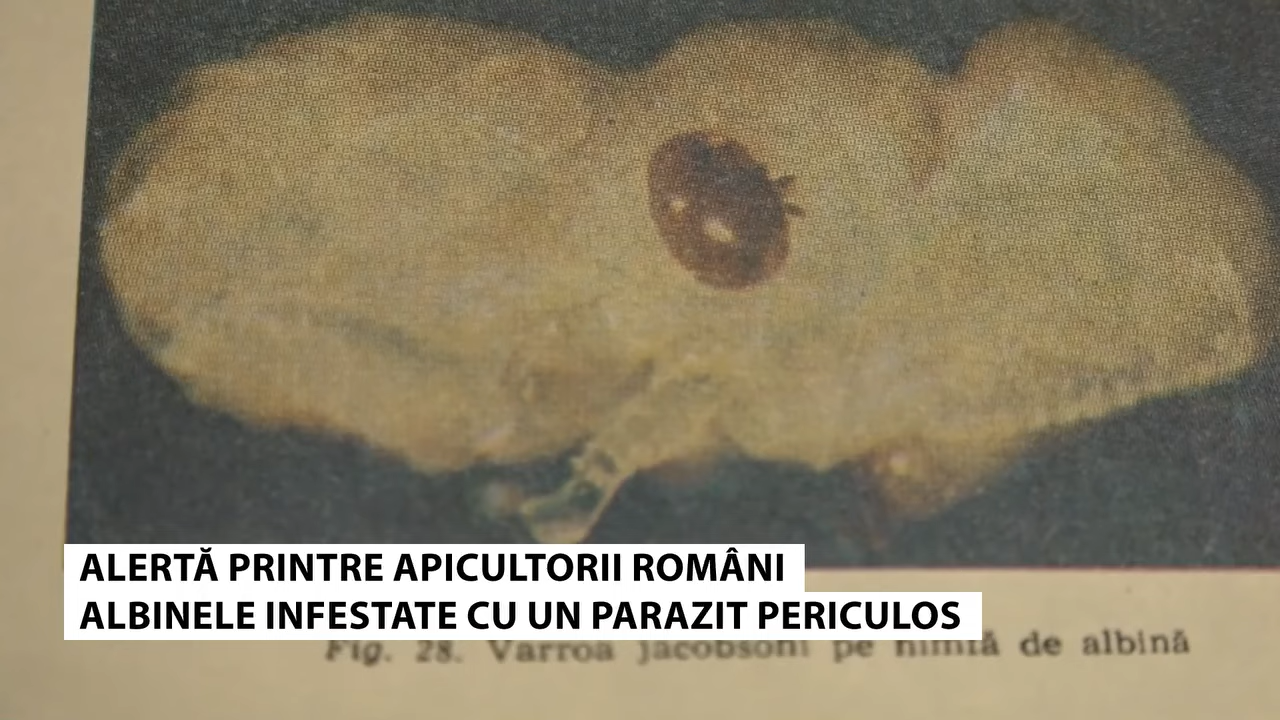 ALERTĂ PRINTRE APICULTORII ROMÂNI
ALBINELE INFESTATE CU UN PARAZIT PERICULOS
Fig. 28. Varroa jacobsoni pe nimfă de albină